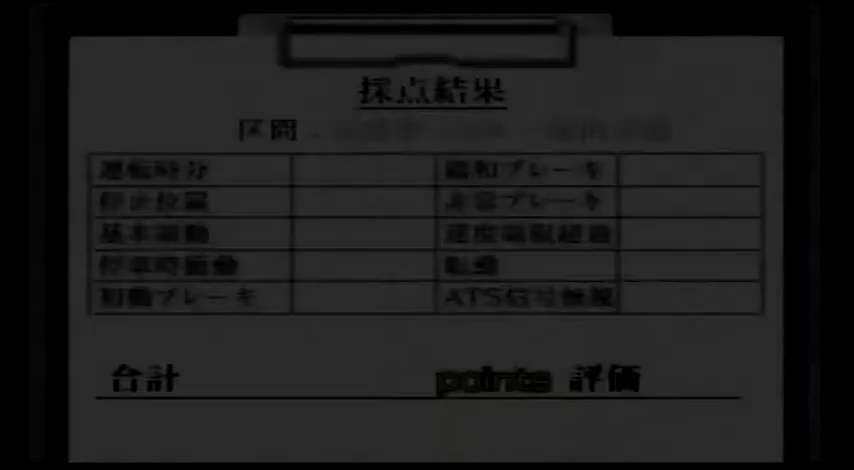 採点結果
区間
運転時分 緩和ブレーキ
停止位置 非常ブレーキ
基本制動 速度制限超過
停車時衝動 転動
初動ブレーキ ATS信号無視
合計 points 評価